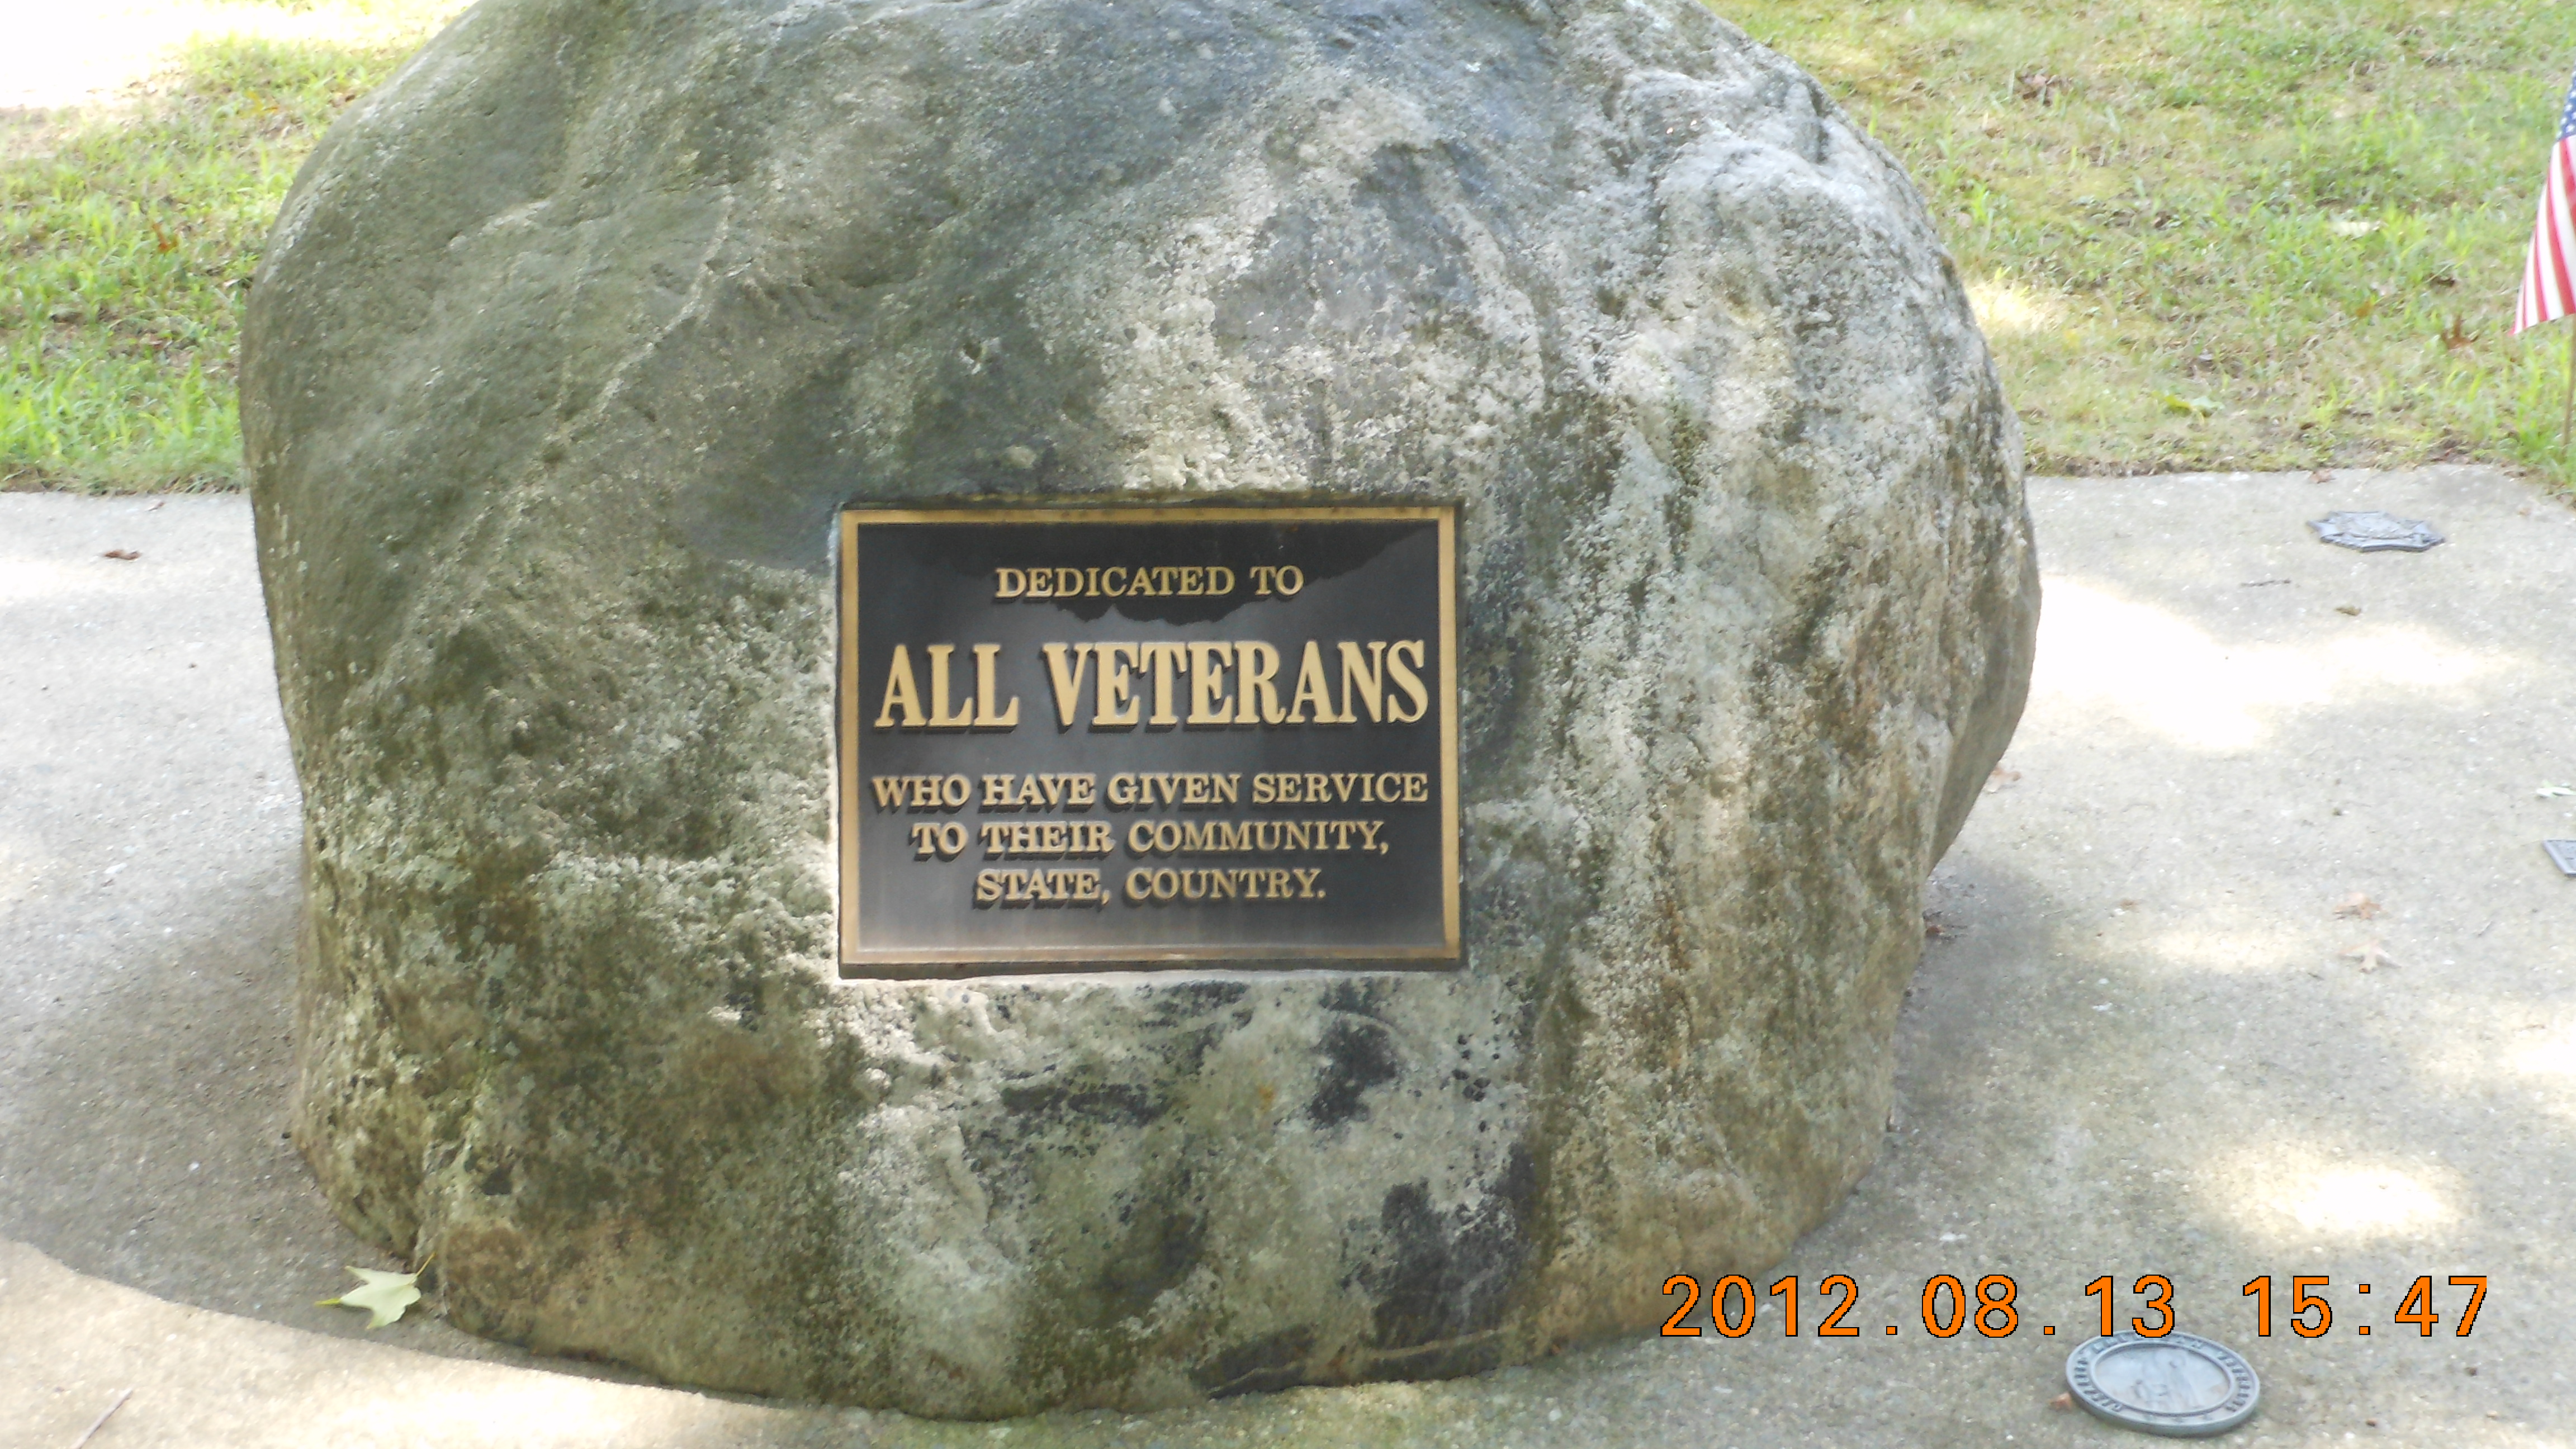 DEDICATED TO
ALL VETERANS
WHO HAVE GIVEN SERVICE
TO THEIR COMMUNITY,
STATE, COUNTRY.
2012.08.13 15:47